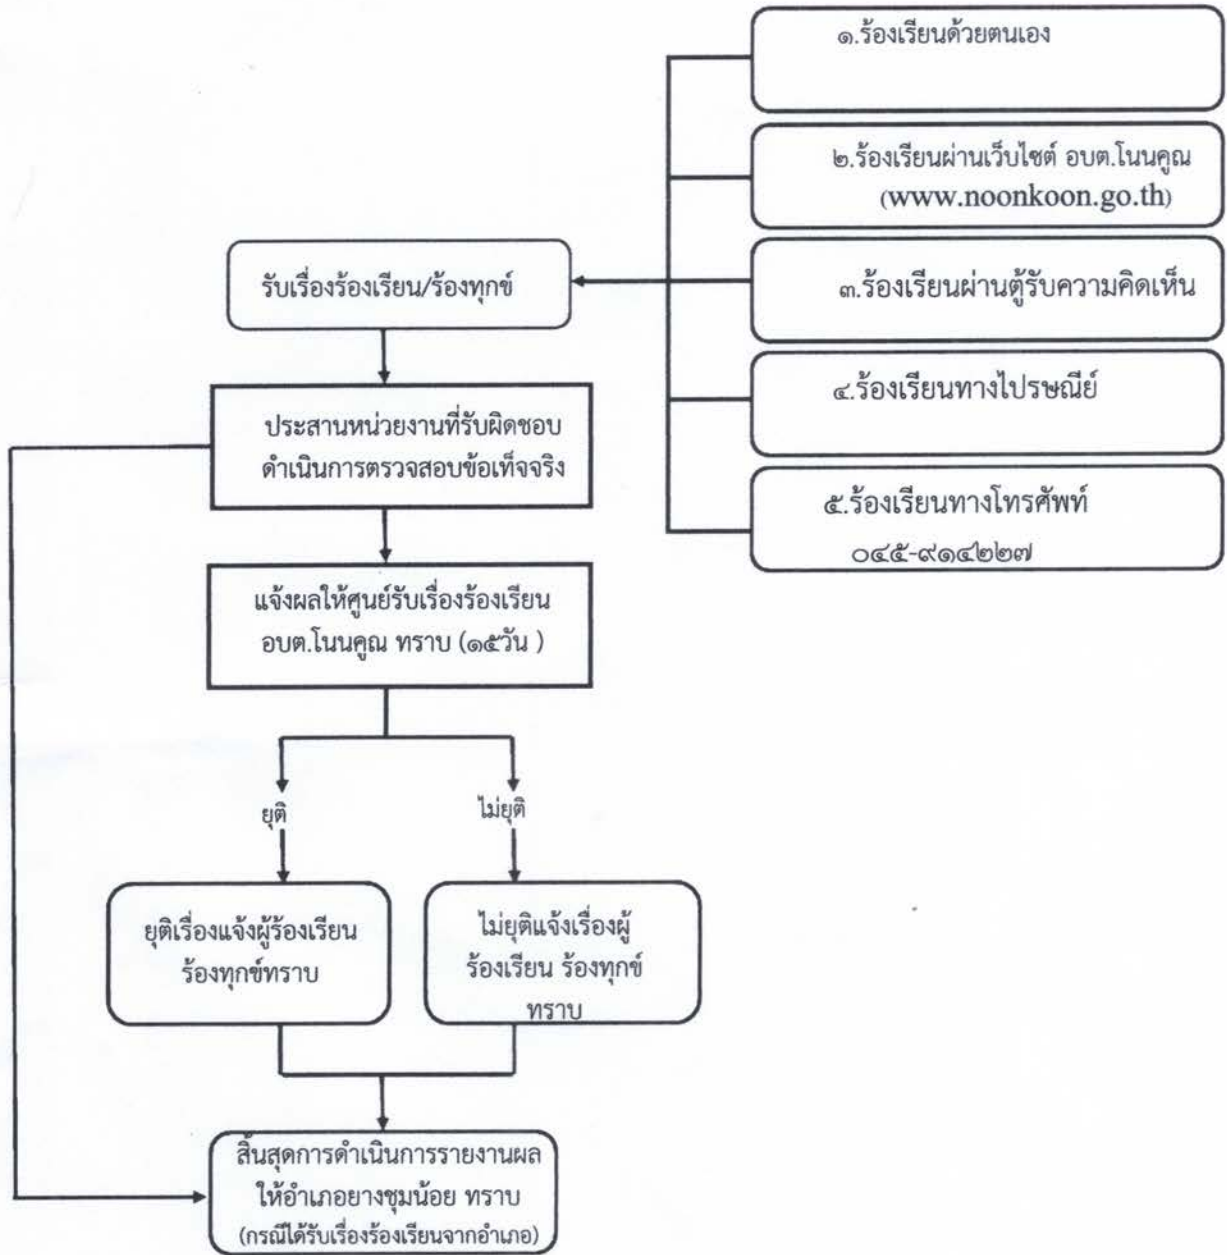 ๑.ร้องเรียนด้วยตนเอง
๒.ร้องเรียนผ่านเว็บไซต์ อบต.โนนคูณ
(www.noonkoon.go.th)
๓.ร้องเรียนผ่านตู้รับความคิดเห็น
๔.ร้องเรียนทางไปรษณีย์
๕.ร้องเรียนทางโทรศัพท์
๐๔๕-๙๑๔๒๒๗
รับเรื่องร้องเรียน/ร้องทุกข์
ประสานหน่วยงานที่รับผิดชอบ
ดำเนินการตรวจสอบข้อเท็จจริง
แจ้งผลให้ศูนย์รับเรื่องร้องเรียน
อบต.โนนคูณ ทราบ (๑๕วัน )
ยุติ
ไม่ยุติ
ยุติเรื่องแจ้งผู้ร้องเรียน
ร้องทุกข์ทราบ
ไม่ยุติแจ้งเรื่องผู้
ร้องเรียน ร้องทุกข์
ทราบ
สิ้นสุดการดำเนินการรายงานผล
ให้อำเภอยางชุมน้อย ทราบ
(กรณีได้รับเรื่องร้องเรียนจากอำเภอ)